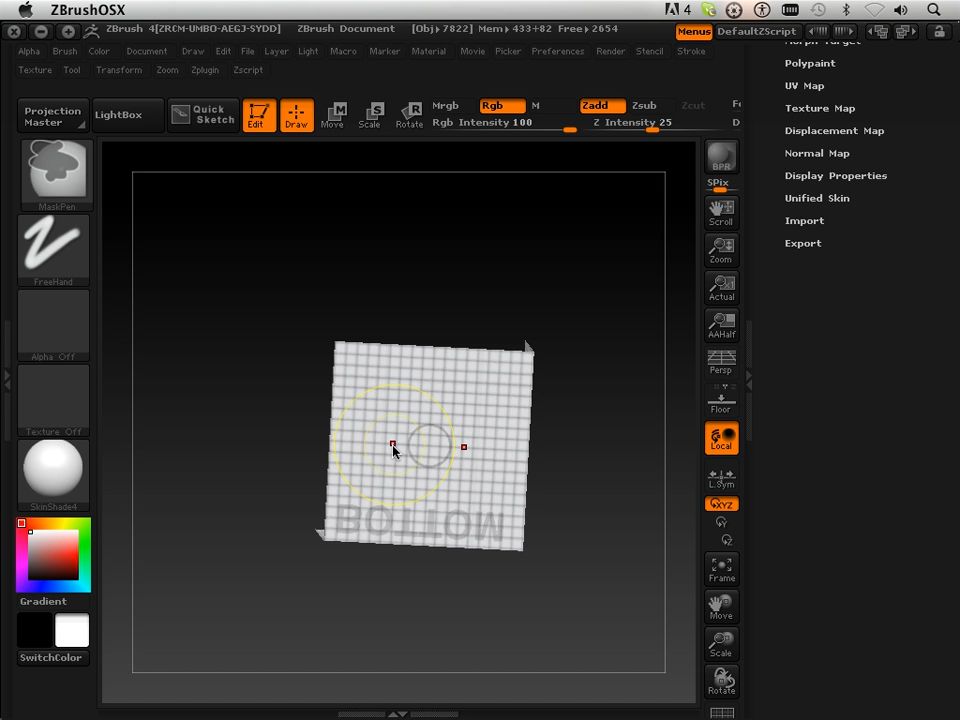 ZBrushOSX
4
ZBrush 4[ZRCM-UMBO-AEGJ-SYDD] ZBrush Document [Obj▸7822] Mem▸433+82 Free▸2654 Menus DefaultZScript
Alpha Brush Color Document Draw Edit File Layer Light Macro Marker Material Movie Picker Preferences Render Stencil Stroke
Texture Tool Transform Zoom Zplugin Zscript
Projection Master
LightBox
Quick Sketch
Edit Draw Move Scale Rotate
Mrgb Rgb M Zadd Zsub Zcut
Rgb Intensity 100 Z Intensity 25
MaskPen
FreeHand
Alpha Off
Texture Off
SkinShade4
Gradient
SwitchColor
BOTTOM
BPR
SPix
Scroll
Zoom
Actual
AAHalf
Persp
Floor
Local
L.Sym
XYZ
Y
Z
Frame
Move
Scale
Rotate
Morph Target
Polypaint
UV Map
Texture Map
Displacement Map
Normal Map
Display Properties
Unified Skin
Import
Export